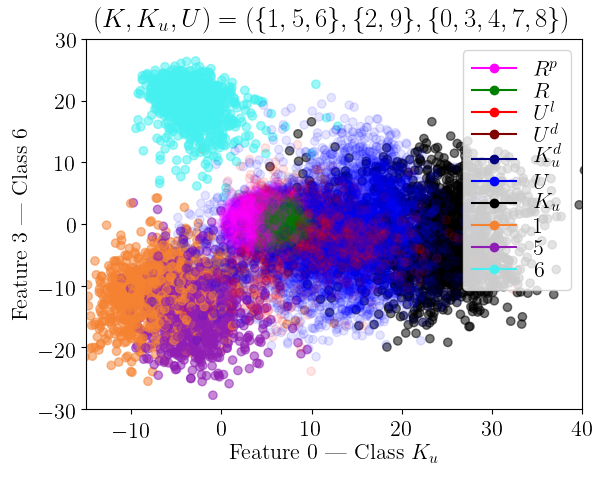 (K, K_u, U) = ({1, 5, 6}, {2, 9}, {0, 3, 4, 7, 8})
30
20
10
0
−10
−20
−30
Feature 3 — Class 6
R^p
R
U^l
U^d
K_u^d
U
K_u
1
5
6
−10
0
10
20
30
40
Feature 0 — Class K_u